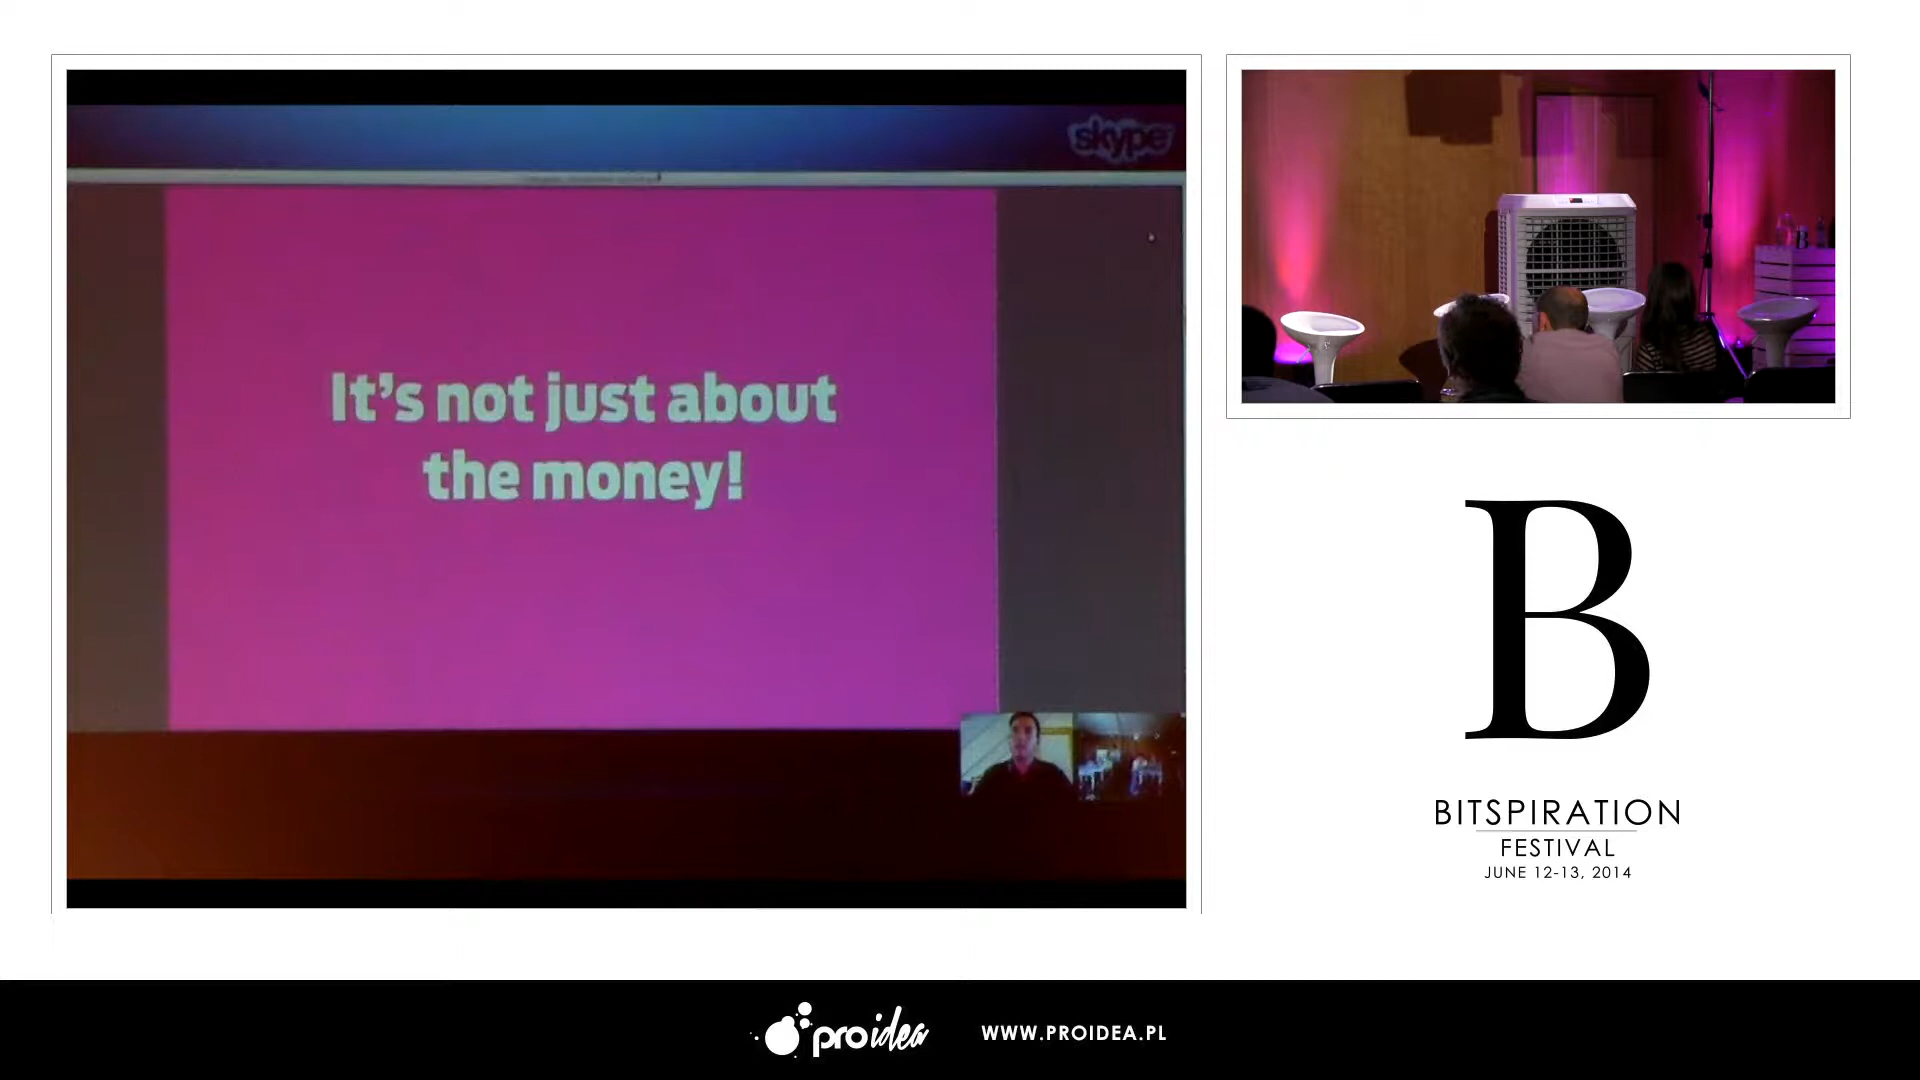 skype
It's not just about
the money!
B
B
BITSPIRATION
FESTIVAL
JUNE 12-13, 2014
proidea
WWW.PROIDEA.PL